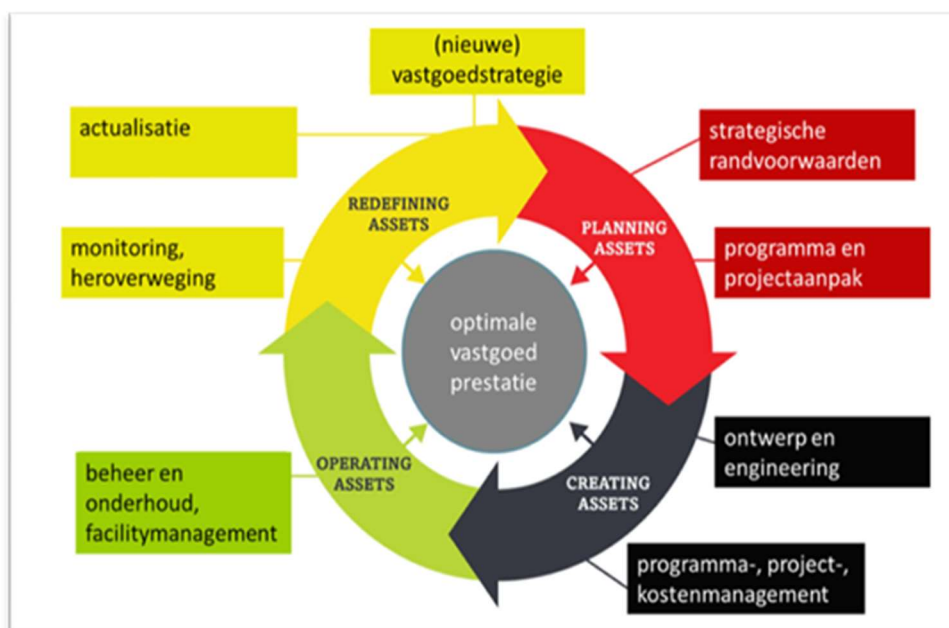 (nieuwe)
vastgoedstrategie
actualisatie
strategische
randvoorwaarden
REDEFINING
ASSETS
PLANNING
ASSETS
monitoring,
heroverweging
programma en
projectaanpak
optimale
vastgoed
prestatie
beheer en
onderhoud,
facilitymanagement
OPERATING
ASSETS
CREATING
ASSETS
ontwerp en
engineering
programma-, project-,
kostenmanagement